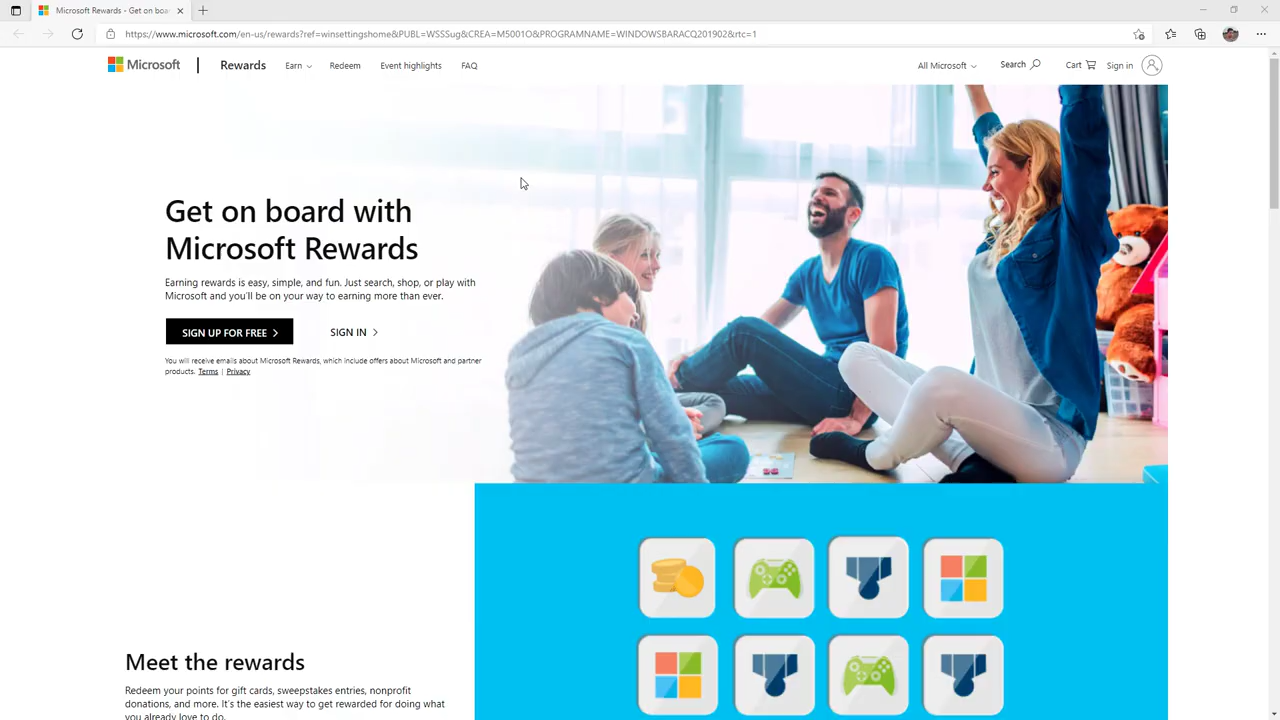 Microsoft Rewards - Get on boa
https://www.microsoft.com/en-us/rewards?ref=winsettingshome&PUBL=WSSSug&CREA=M5001O&PROGRAMNAME=WINDOWSBARACQ201902&rtc=1
Microsoft | Rewards Earn Redeem Event highlights FAQ All Microsoft Search Cart Sign in
Get on board with
Microsoft Rewards
Earning rewards is easy, simple, and fun. Just search, shop, or play with
Microsoft and you'll be on your way to earning more than ever.
SIGN UP FOR FREE SIGN IN
You will receive emails about Microsoft Rewards, which include offers about Microsoft and partner
products. Terms | Privacy
Meet the rewards
Redeem your points for gift cards, sweepstakes entries, nonprofit
donations, and more. It's the easiest way to get rewarded for doing what
you already love to do.